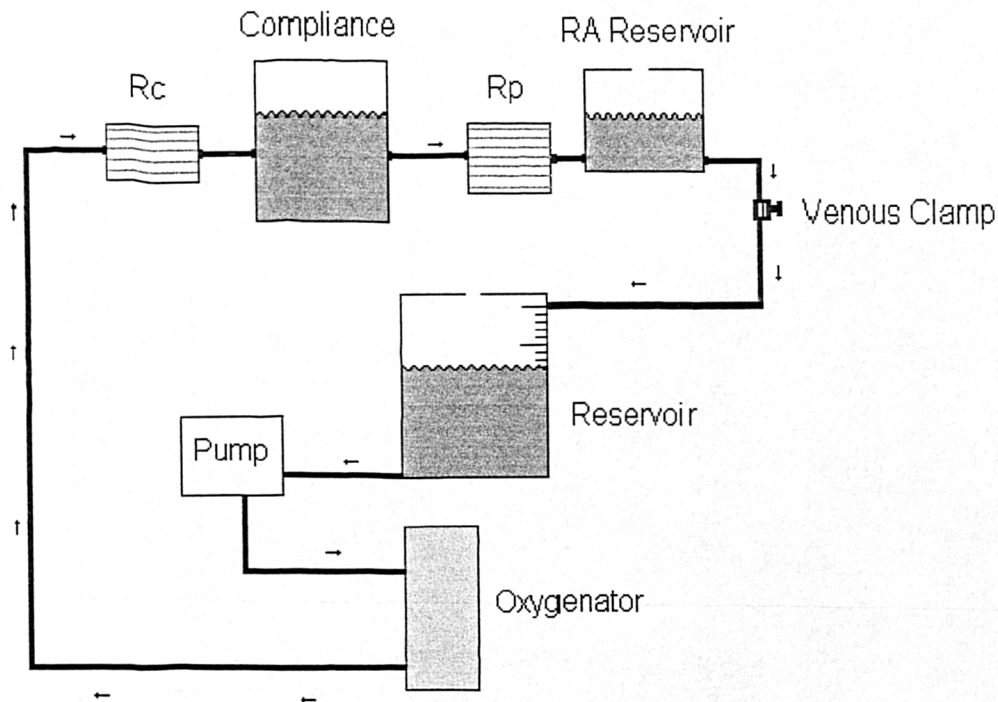 Compliance
RA Reservoir
Rc
Rp
Venous Clamp
Reservoir
Pump
Oxygenator